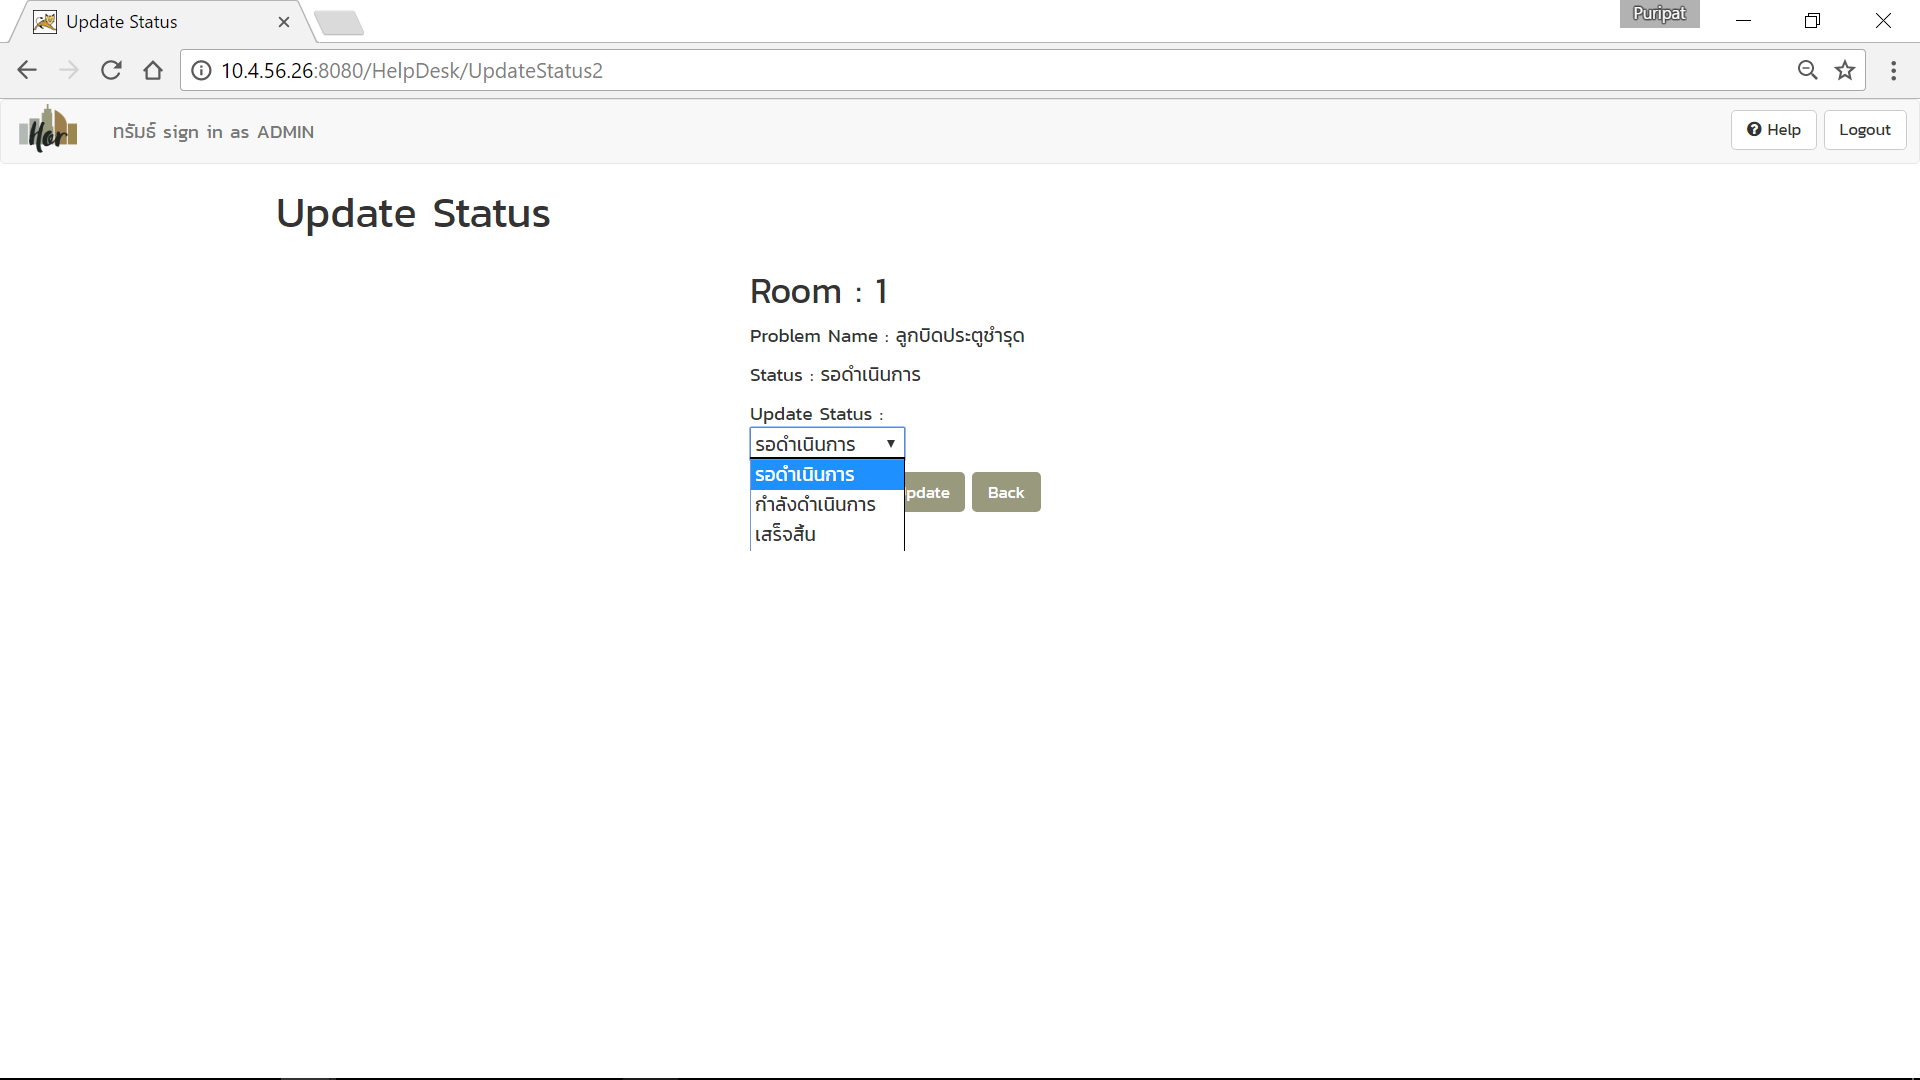 Update Status
Puripat
10.4.56.26:8080/HelpDesk/UpdateStatus2
Hor
ทรัมธ์ sign in as ADMIN
Help
Logout
Update Status
Room : 1
Problem Name : ลูกบิดประตูชำรุด
Status : รอดำเนินการ
Update Status :
รอดำเนินการ
รอดำเนินการ
กำลังดำเนินการ
เสร็จสิ้น
pdate
Back